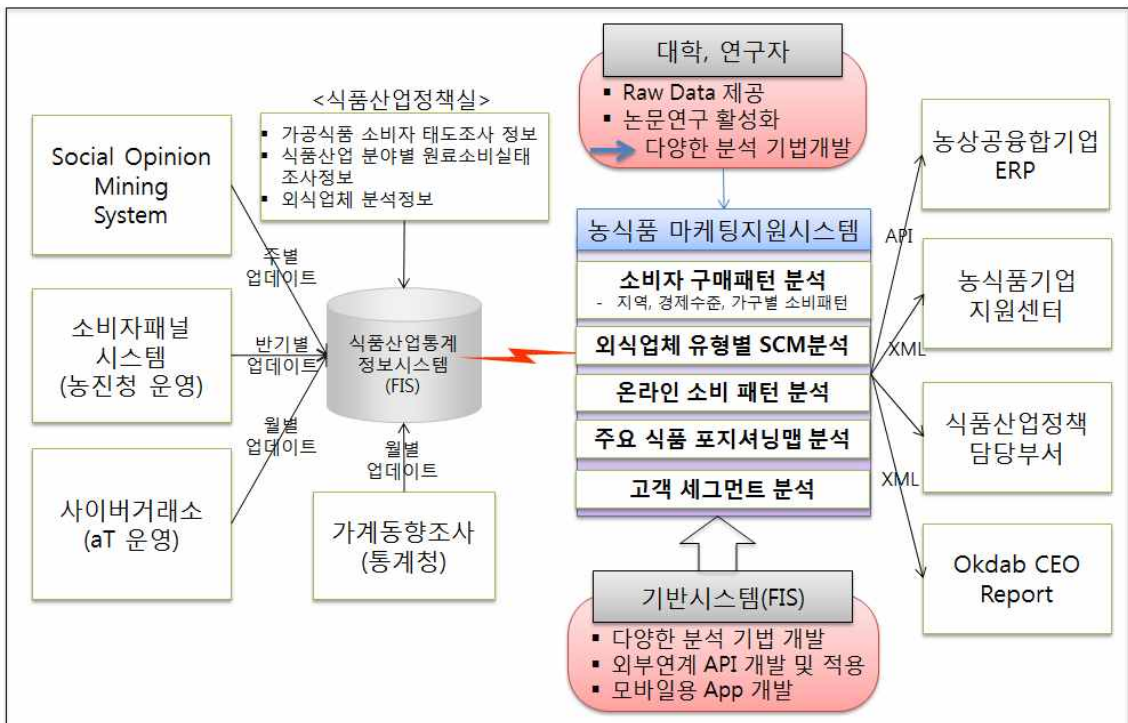 <식품산업정책실>
▪ 가공식품 소비자 태도조사 정보
▪ 식품산업 분야별 원료소비실태
조사정보
▪ 외식업체 분석정보
Social Opinion
Mining
System
주별
업데이트
소비자패널
시스템
(농진청 운영)
반기별
업데이트
사이버거래소
(aT 운영)
월별
업데이트
식품산업통계
정보시스템
(FIS)
월별
업데이트
가계동향조사
(통계청)
대학, 연구자
▪ Raw Data 제공
▪ 논문연구 활성화
다양한 분석 기법개발
농식품 마케팅지원시스템
소비자 구매패턴 분석
- 지역, 경제수준, 가구별 소비패턴
외식업체 유형별 SCM분석
온라인 소비 패턴 분석
주요 식품 포지셔닝맵 분석
고객 세그먼트 분석
기반시스템(FIS)
▪ 다양한 분석 기법 개발
▪ 외부연계 API 개발 및 적용
▪ 모바일용 App 개발
API
XML
XML
농상공융합기업
ERP
농식품기업
지원센터
식품산업정책
담당부서
Okdab CEO
Report